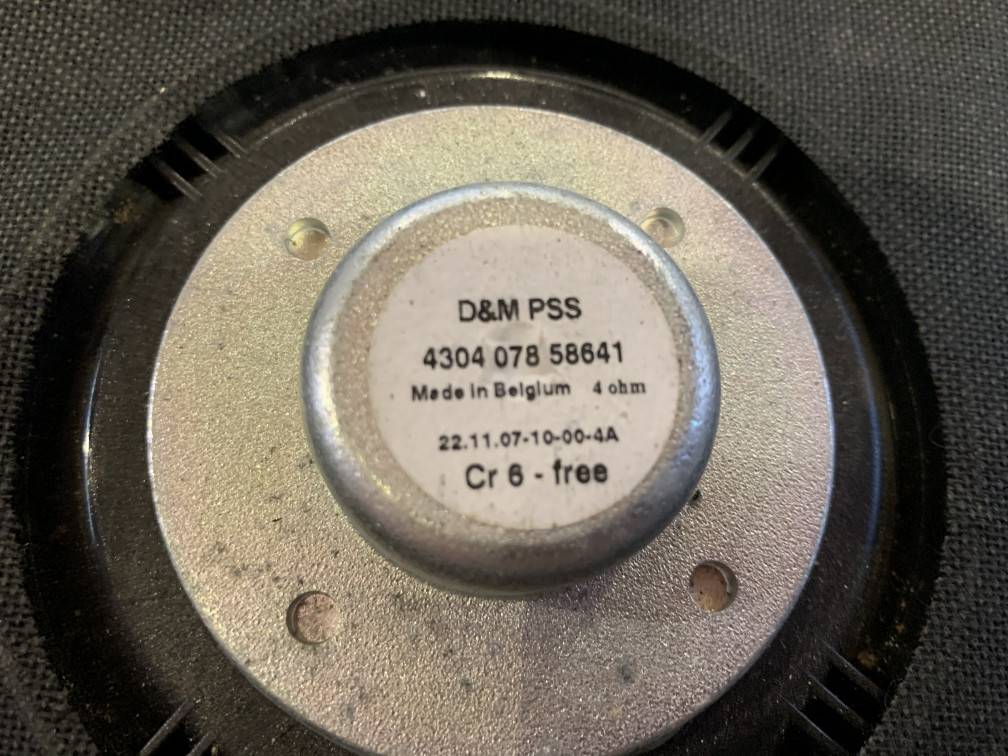 D&M PSS
4304 078 58641
Made in Belgium 4 ohm
22.11.07-10-00-4A
Cr 6 - free